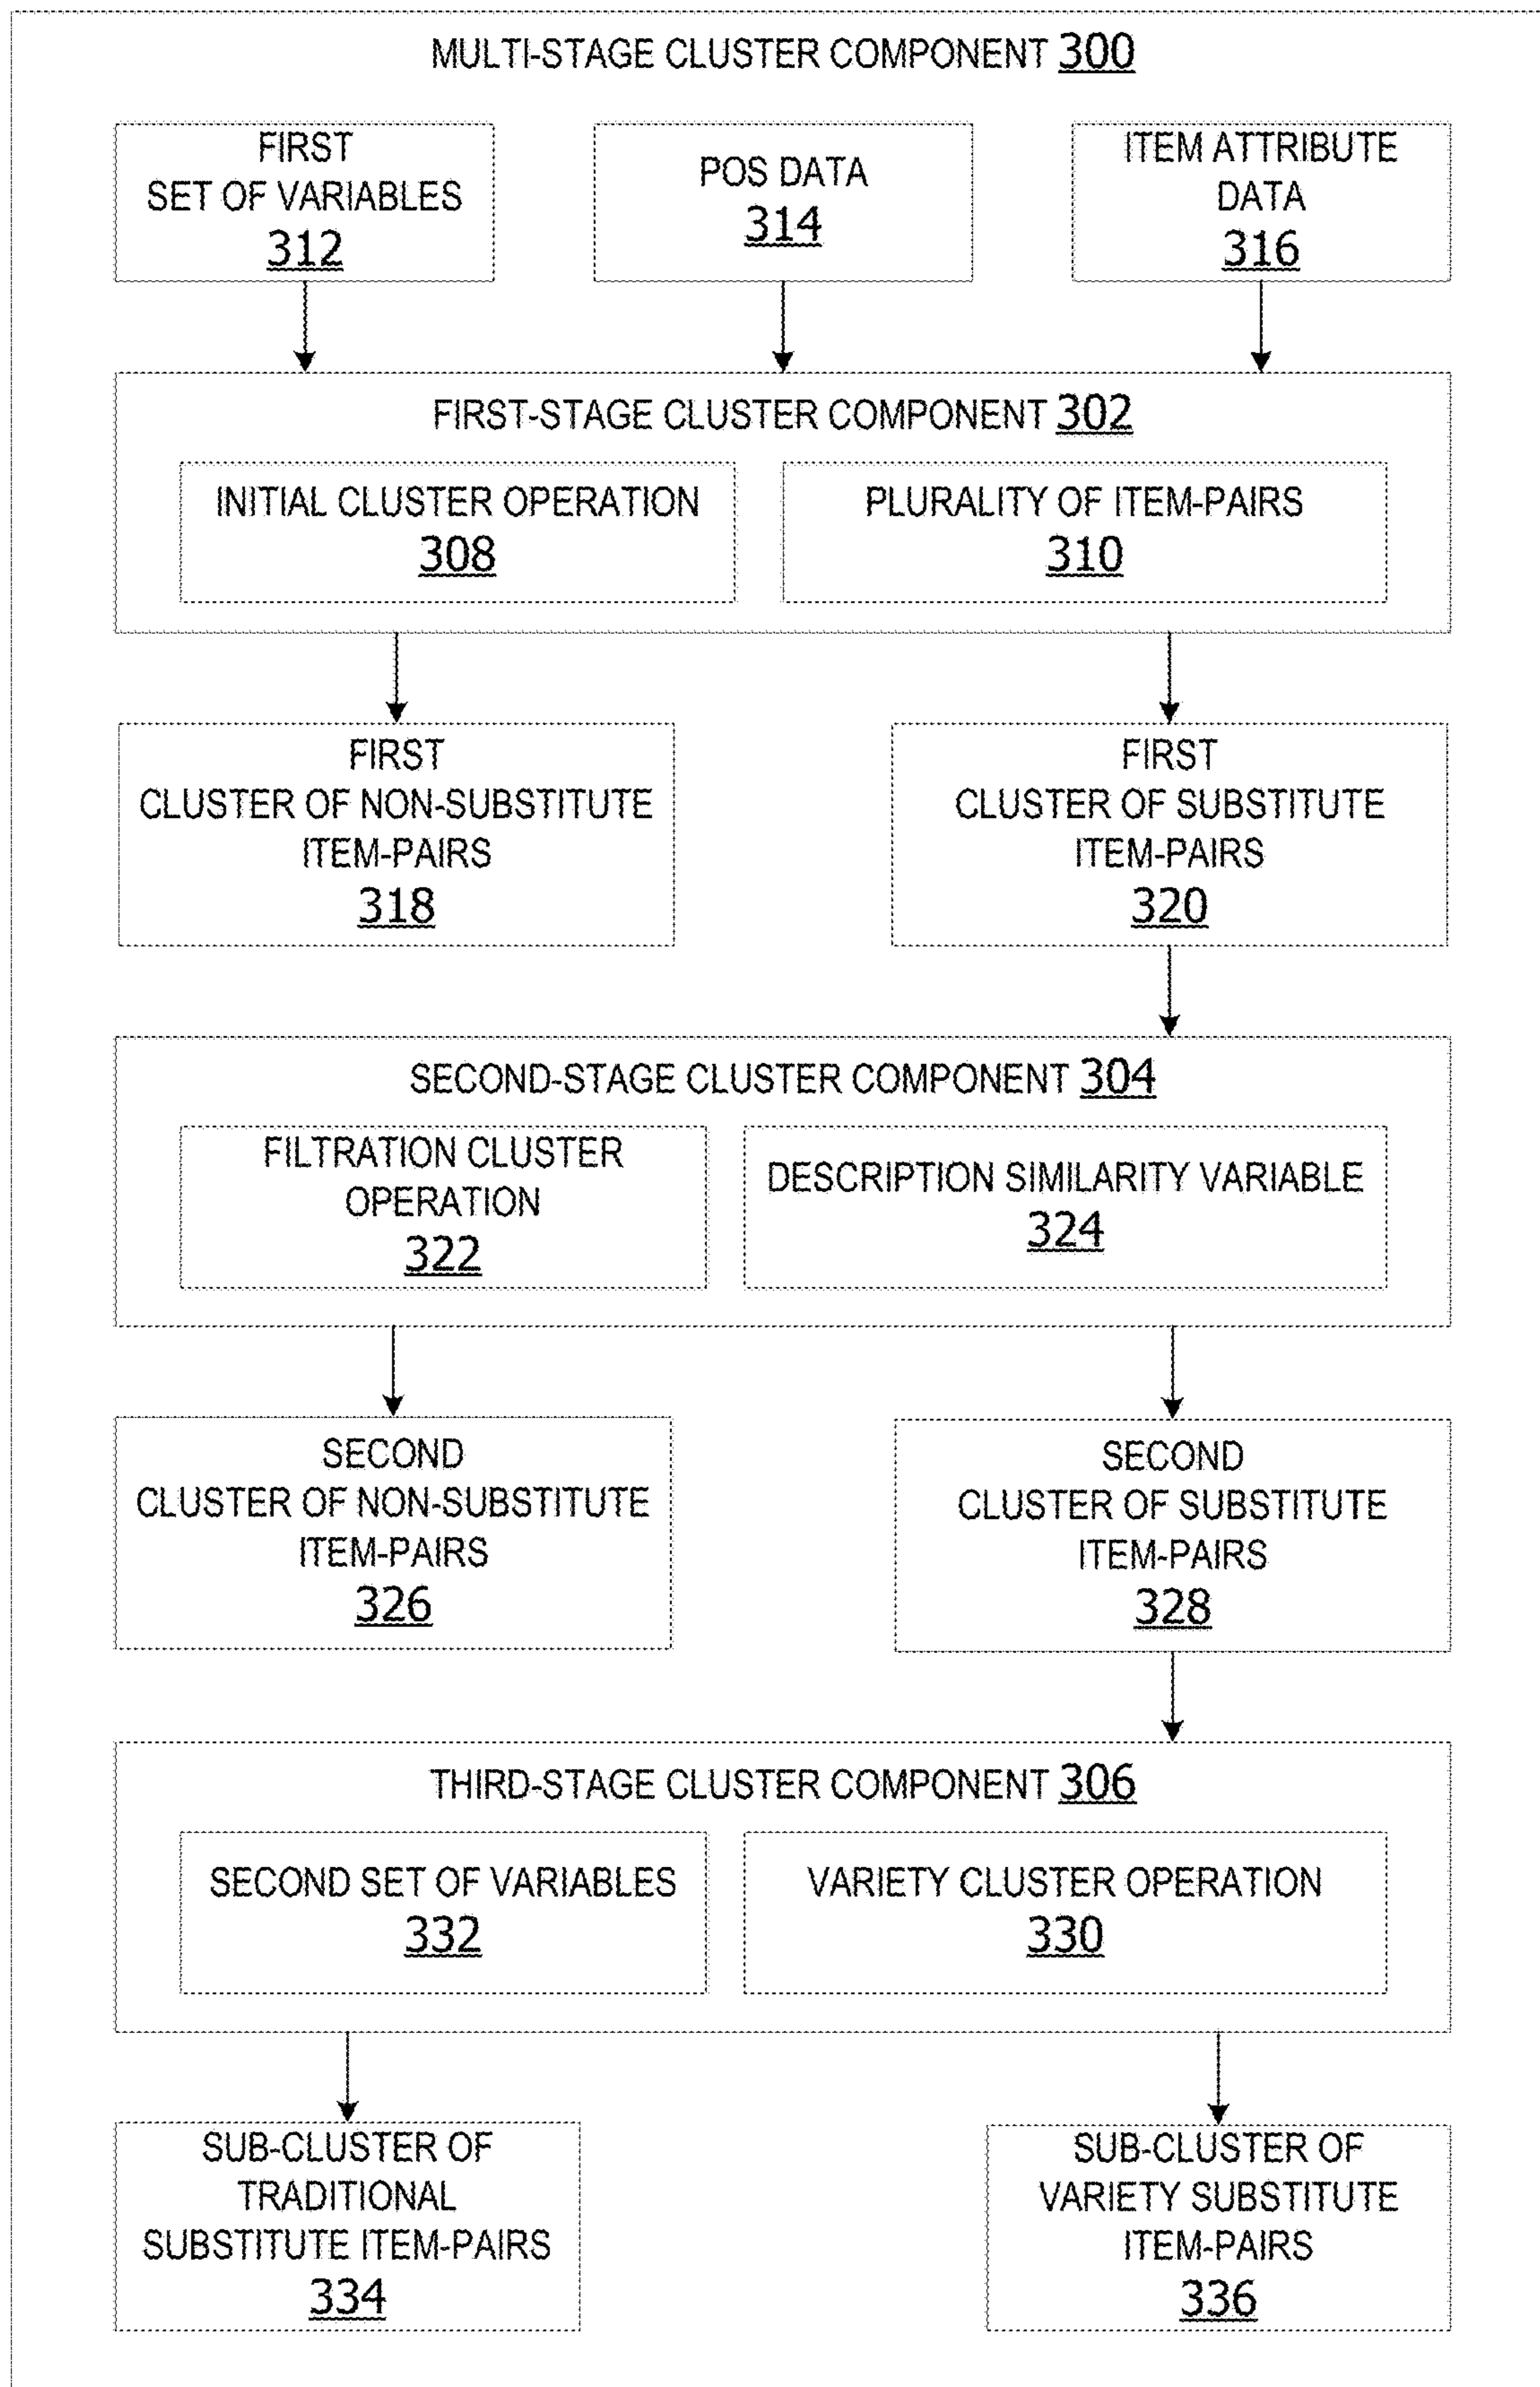 MULTI-STAGE CLUSTER COMPONENT 300
FIRST
SET OF VARIABLES
312
POS DATA
314
ITEM ATTRIBUTE
DATA
316
FIRST-STAGE CLUSTER COMPONENT 302
INITIAL CLUSTER OPERATION
308
PLURALITY OF ITEM-PAIRS
310
FIRST
CLUSTER OF NON-SUBSTITUTE
ITEM-PAIRS
318
FIRST
CLUSTER OF SUBSTITUTE
ITEM-PAIRS
320
SECOND-STAGE CLUSTER COMPONENT 304
FILTRATION CLUSTER
OPERATION
322
DESCRIPTION SIMILARITY VARIABLE
324
SECOND
CLUSTER OF NON-SUBSTITUTE
ITEM-PAIRS
326
SECOND
CLUSTER OF SUBSTITUTE
ITEM-PAIRS
328
THIRD-STAGE CLUSTER COMPONENT 306
SECOND SET OF VARIABLES
332
VARIETY CLUSTER OPERATION
330
SUB-CLUSTER OF
TRADITIONAL
SUBSTITUTE ITEM-PAIRS
334
SUB-CLUSTER OF
VARIETY SUBSTITUTE
ITEM-PAIRS
336